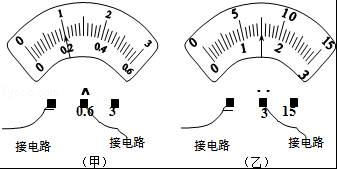 0 1 2 3
0 0.2 0.4 0.6
A
– 0.6 3
接电路 接电路
（甲）
0 5 10 15
0 1 2 3
– 3 15
接电路 接电路
（乙）